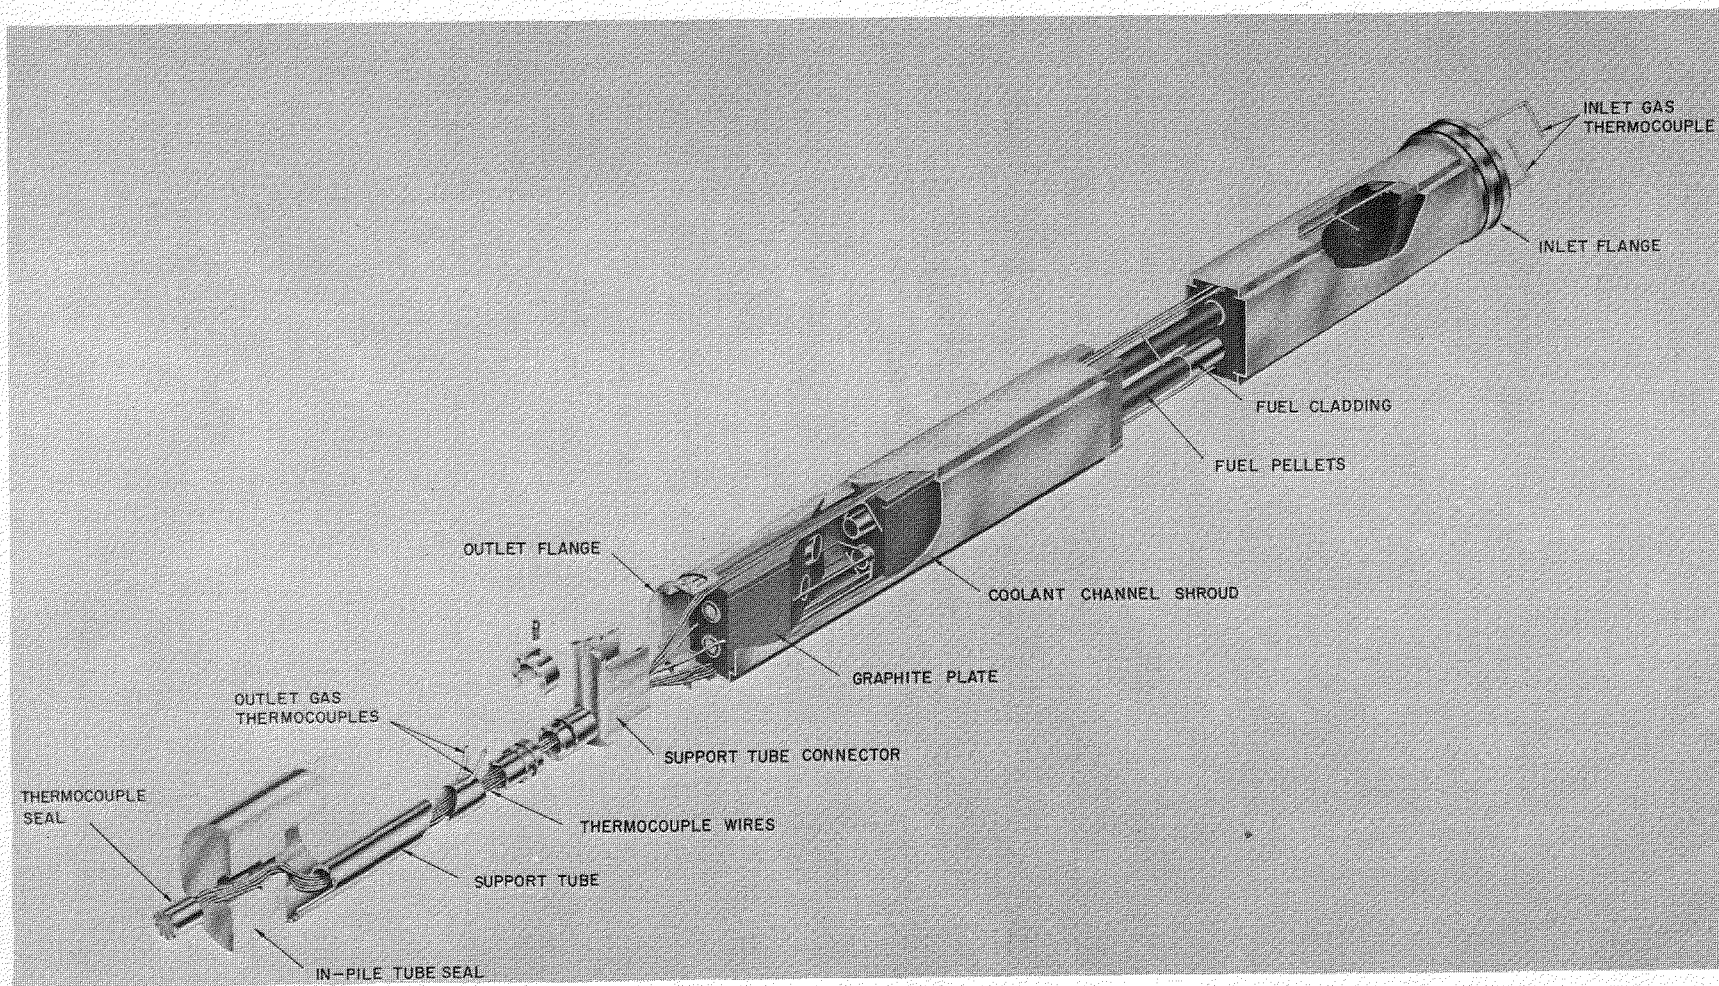 INLET GAS
THERMOCOUPLE
INLET FLANGE
FUEL CLADDING
FUEL PELLETS
OUTLET FLANGE
COOLANT CHANNEL SHROUD
GRAPHITE PLATE
OUTLET GAS
THERMOCOUPLES
SUPPORT TUBE CONNECTOR
THERMOCOUPLE
SEAL
THERMOCOUPLE WIRES
SUPPORT TUBE
IN-PILE TUBE SEAL